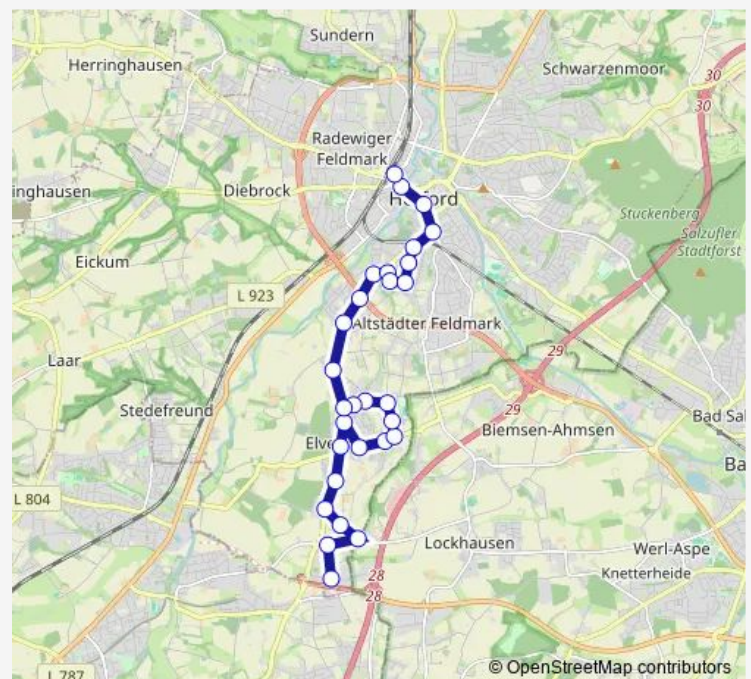 Sundern
Herringhausen
Schwarzenmoor
30
30
Radewiger
Feldmark
inghausen
Diebrock
Stuckenberg
Salzufler
Stadtforst
Eickum
L 923
Altstädter Feldmark
29
Laar
29
Stedefreund
Bad Sal
Biemsen-Ahmsen
Elve
Ba
L 804
Lockhausen
Werl-Aspe
Knetterheide
28
28
L 787
© OpenStreetMap contributors